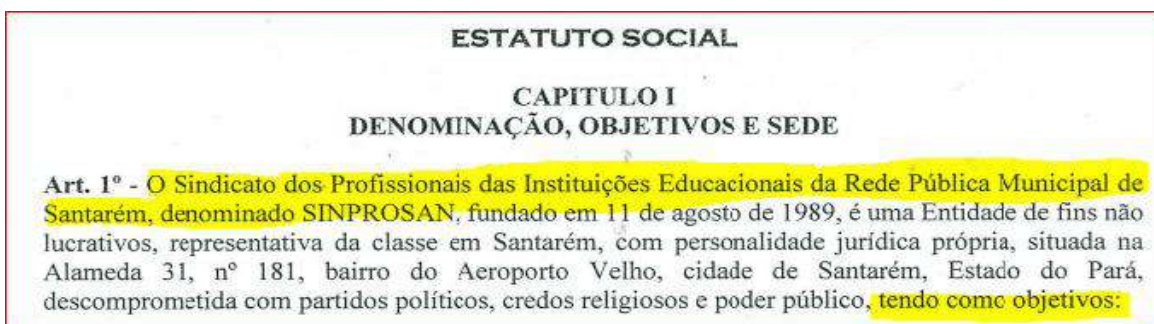 ESTATUTO SOCIAL
CAPITULO I
DENOMINAÇÃO, OBJETIVOS E SEDE
Art. 1º - O Sindicato dos Profissionais das Instituições Educacionais da Rede Pública Municipal de
Santarém, denominado SINPROSAN, fundado em 11 de agosto de 1989, é uma Entidade de fins não
lucrativos, representativa da classe em Santarém, com personalidade jurídica própria, situada na
Alameda 31, nº 181, bairro do Aeroporto Velho, cidade de Santarém, Estado do Pará,
descomprometida com partidos políticos, credos religiosos e poder público, tendo como objetivos: